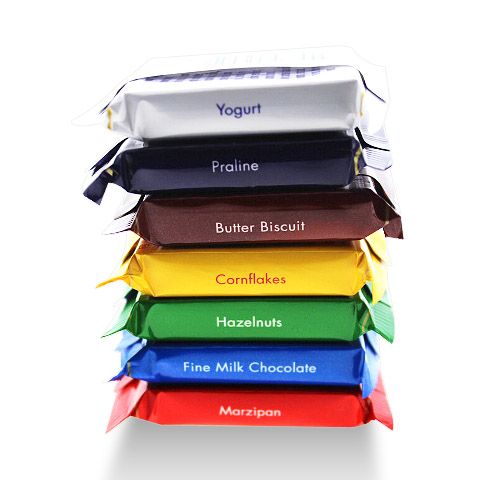 Yogurt
Praline
Butter Biscuit
Cornflakes
Hazelnuts
Fine Milk Chocolate
Marzipan